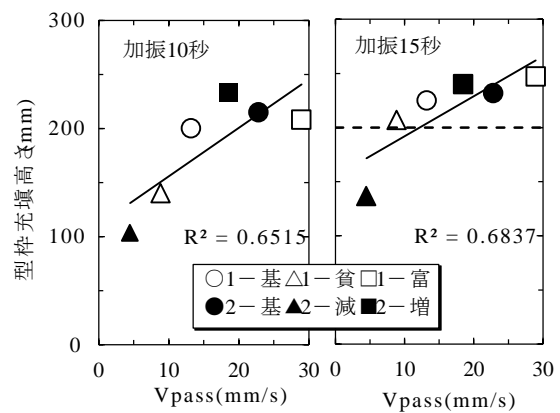 加振10秒
加振15秒
型枠充填高さ(mm)
300
200
100
0
R² = 0.6515
R² = 0.6837
○1－基 △1－貧 □1－富
●2－基 ▲2－減 ■2－増
0 10 20 30
0 10 20 30
Vpass(mm/s)
Vpass(mm/s)